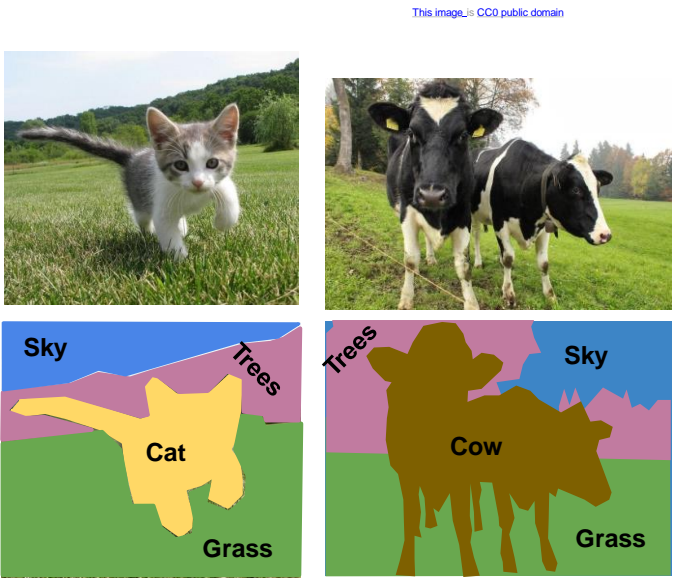 This image is CC0 public domain
Sky
Trees
Cat
Grass
Trees
Sky
Cow
Grass